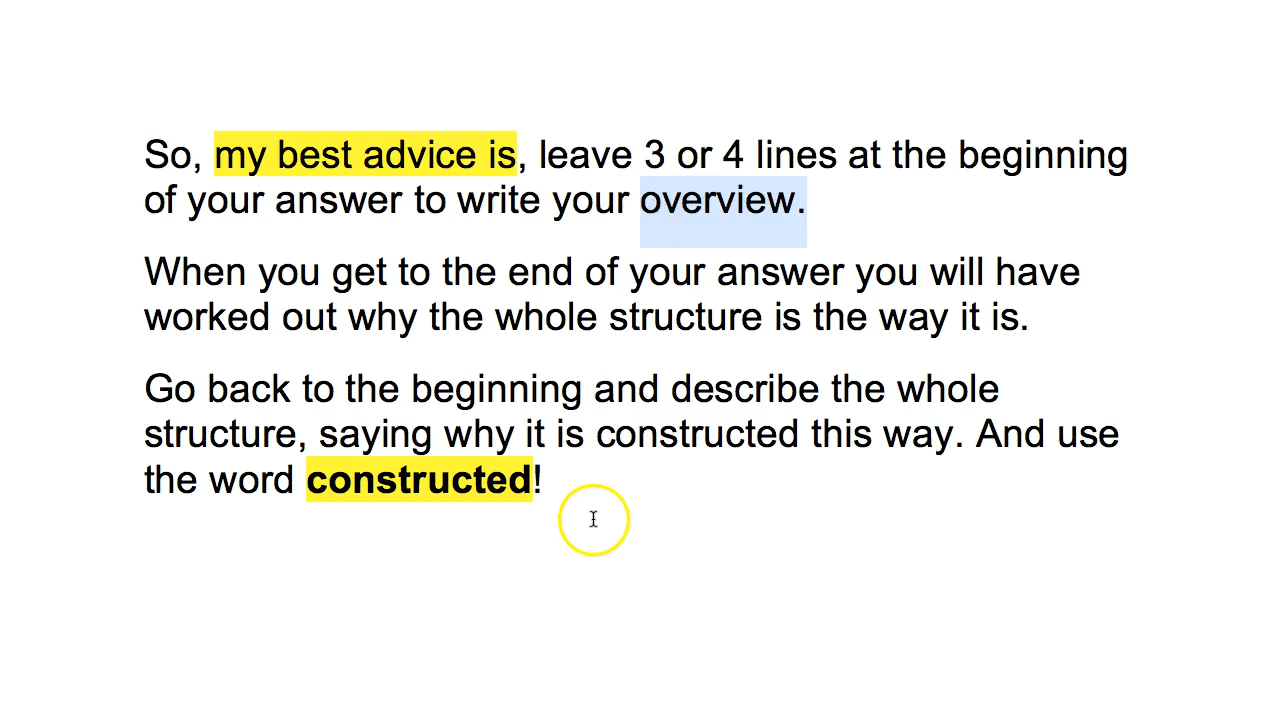 So, my best advice is, leave 3 or 4 lines at the beginning
of your answer to write your overview.
When you get to the end of your answer you will have
worked out why the whole structure is the way it is.
Go back to the beginning and describe the whole
structure, saying why it is constructed this way. And use
the word constructed!